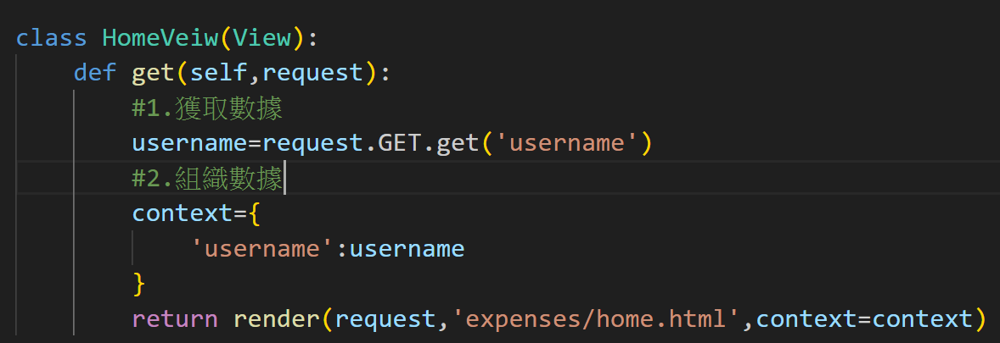 class HomeVeiw(View):
    def get(self,request):
        #1.獲取數據
        username=request.GET.get('username')
        #2.組織數據
        context={
            'username':username
        }
        return render(request,'expenses/home.html',context=context)